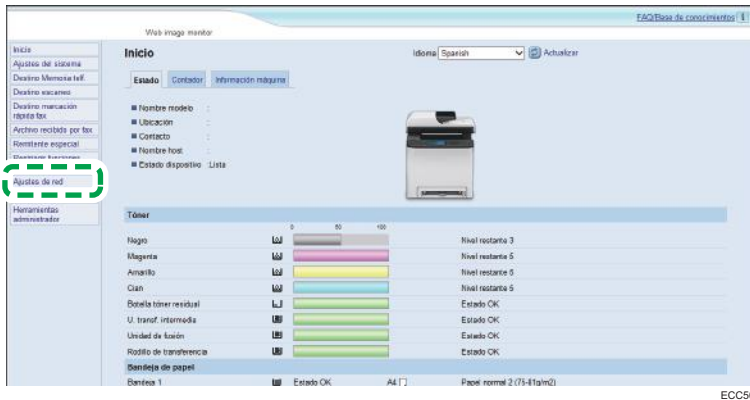 FAQ/Base de conocimientos
Web image monitor
Inicio
Ajustes del sistema
Destino Memoria telf.
Destino escaneo
Destino marcación
rápida fax
Archivo recibido por fax
Remitente especial
Restringir funciones
Ajustes de red
Herramientas
administrador
Inicio
Idioma Spanish Actualizar
Estado Contador Información máquina
Nombre modelo :
Ubicación :
Contacto :
Nombre host :
Estado dispositivo :Lista
Tóner
0 50 100
Negro Nivel restante 3
Magenta Nivel restante 5
Amarillo Nivel restante 5
Cian Nivel restante 5
Botella tóner residual Estado OK
U. transf. intermedia Estado OK
Unidad de fusión Estado OK
Rodillo de transferencia Estado OK
Bandeja de papel
Bandeja 1 Estado OK A4 Papel normal 2 (75-81g/m2)